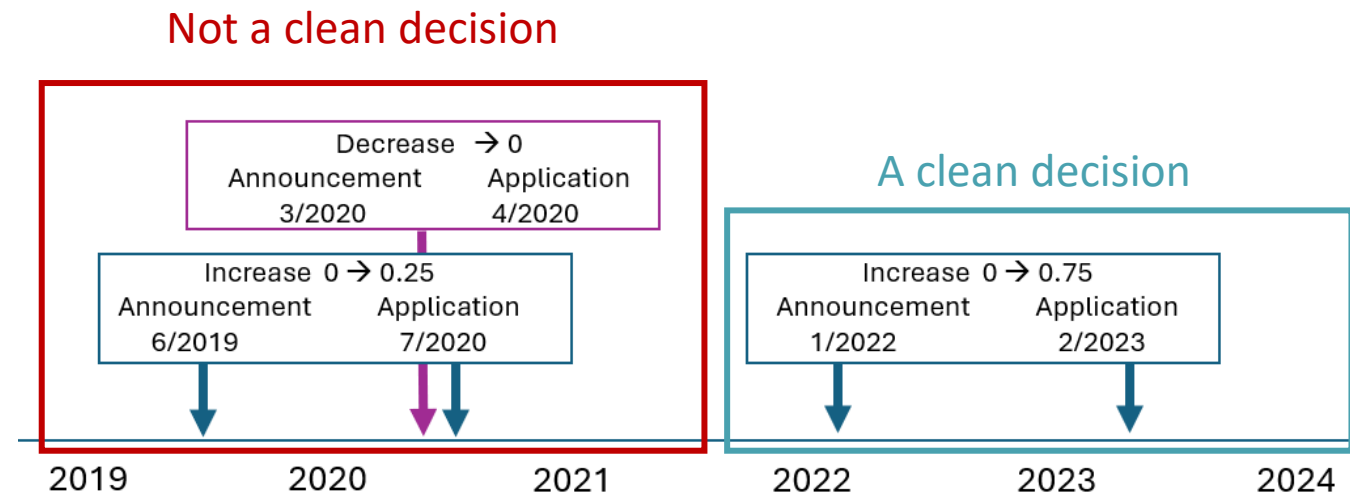 Not a clean decision
Decrease → 0
Announcement Application
3/2020 4/2020
Increase 0 → 0.25
Announcement Application
6/2019 7/2020
A clean decision
Increase 0 → 0.75
Announcement Application
1/2022 2/2023
2019 2020 2021 2022 2023 2024